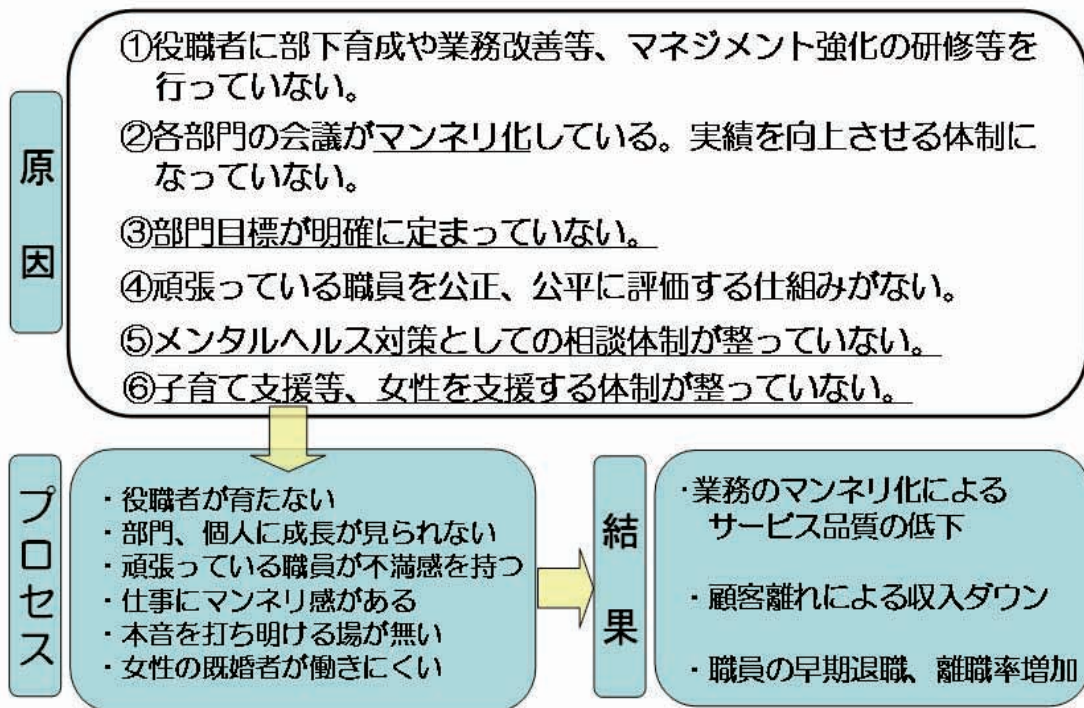 原因
①役職者に部下育成や業務改善等、マネジメント強化の研修等を
行っていない。
②各部門の会議がマンネリ化している。実績を向上させる体制に
なっていない。
③部門目標が明確に定まっていない。
④頑張っている職員を公正、公平に評価する仕組みがない。
⑤メンタルヘルス対策としての相談体制が整っていない。
⑥子育て支援等、女性を支援する体制が整っていない。
プロセス
・役職者が育たない
・部門、個人に成長が見られない
・頑張っている職員が不満感を持つ
・仕事にマンネリ感がある
・本音を打ち明ける場が無い
・女性の既婚者が働きにくい
結果
・業務のマンネリ化による
サービス品質の低下
・顧客離れによる収入ダウン
・職員の早期退職、離職率増加